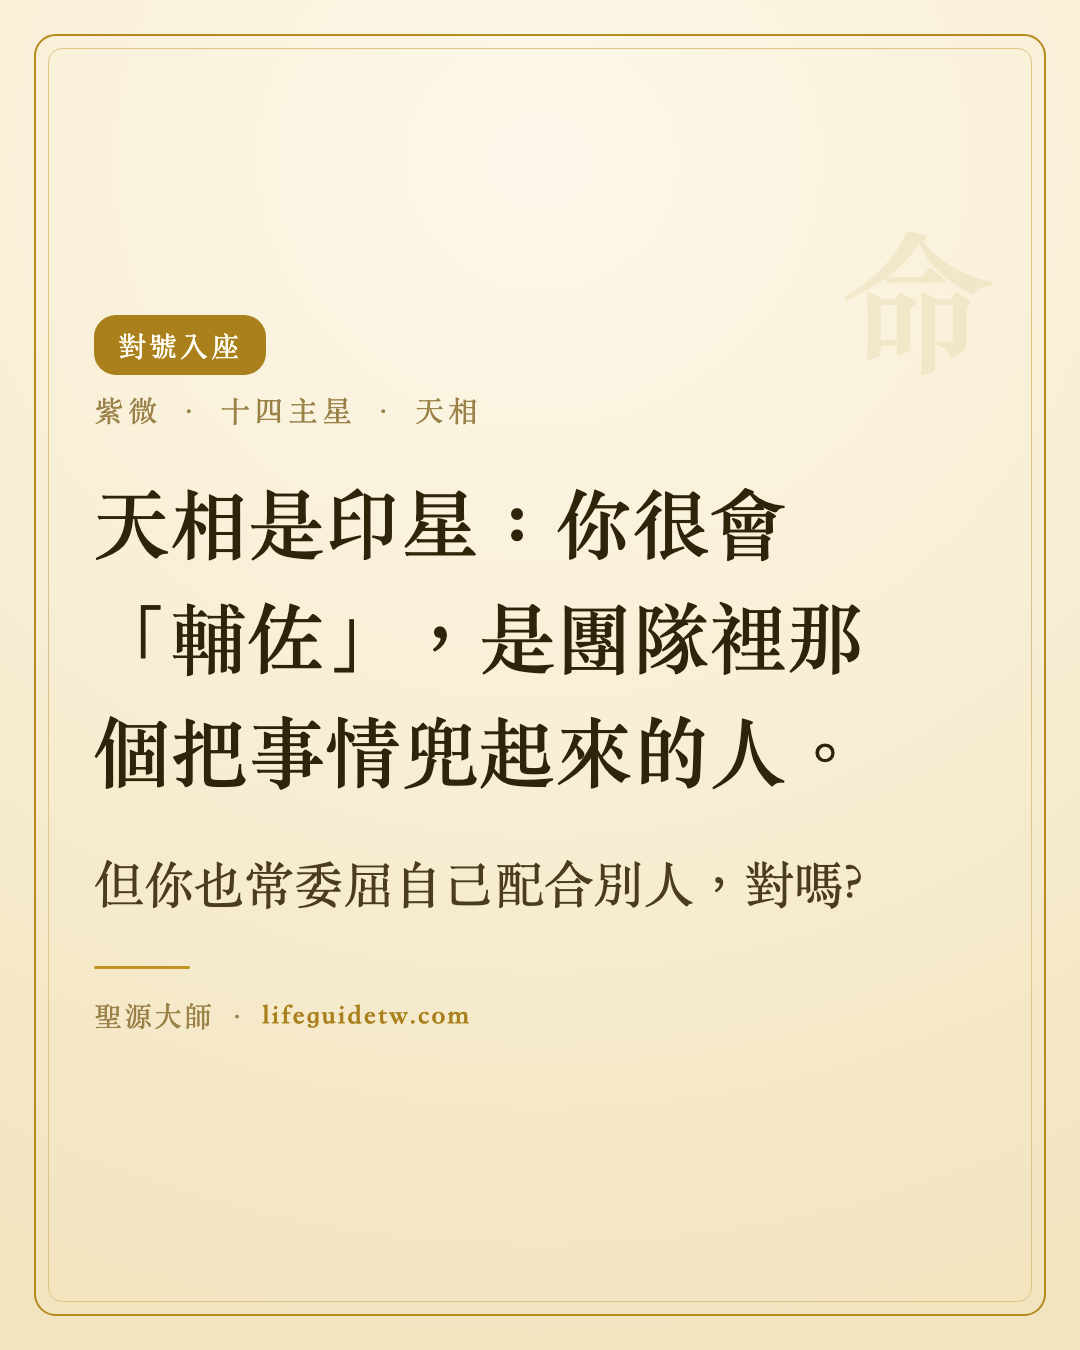 命
對號入座
紫微 · 十四主星 · 天相
天相是印星：你很會
「輔佐」，是團隊裡那
個把事情兜起來的人。
但你也常委屈自己配合別人，對嗎?
聖源大師 · lifeguidetw.com